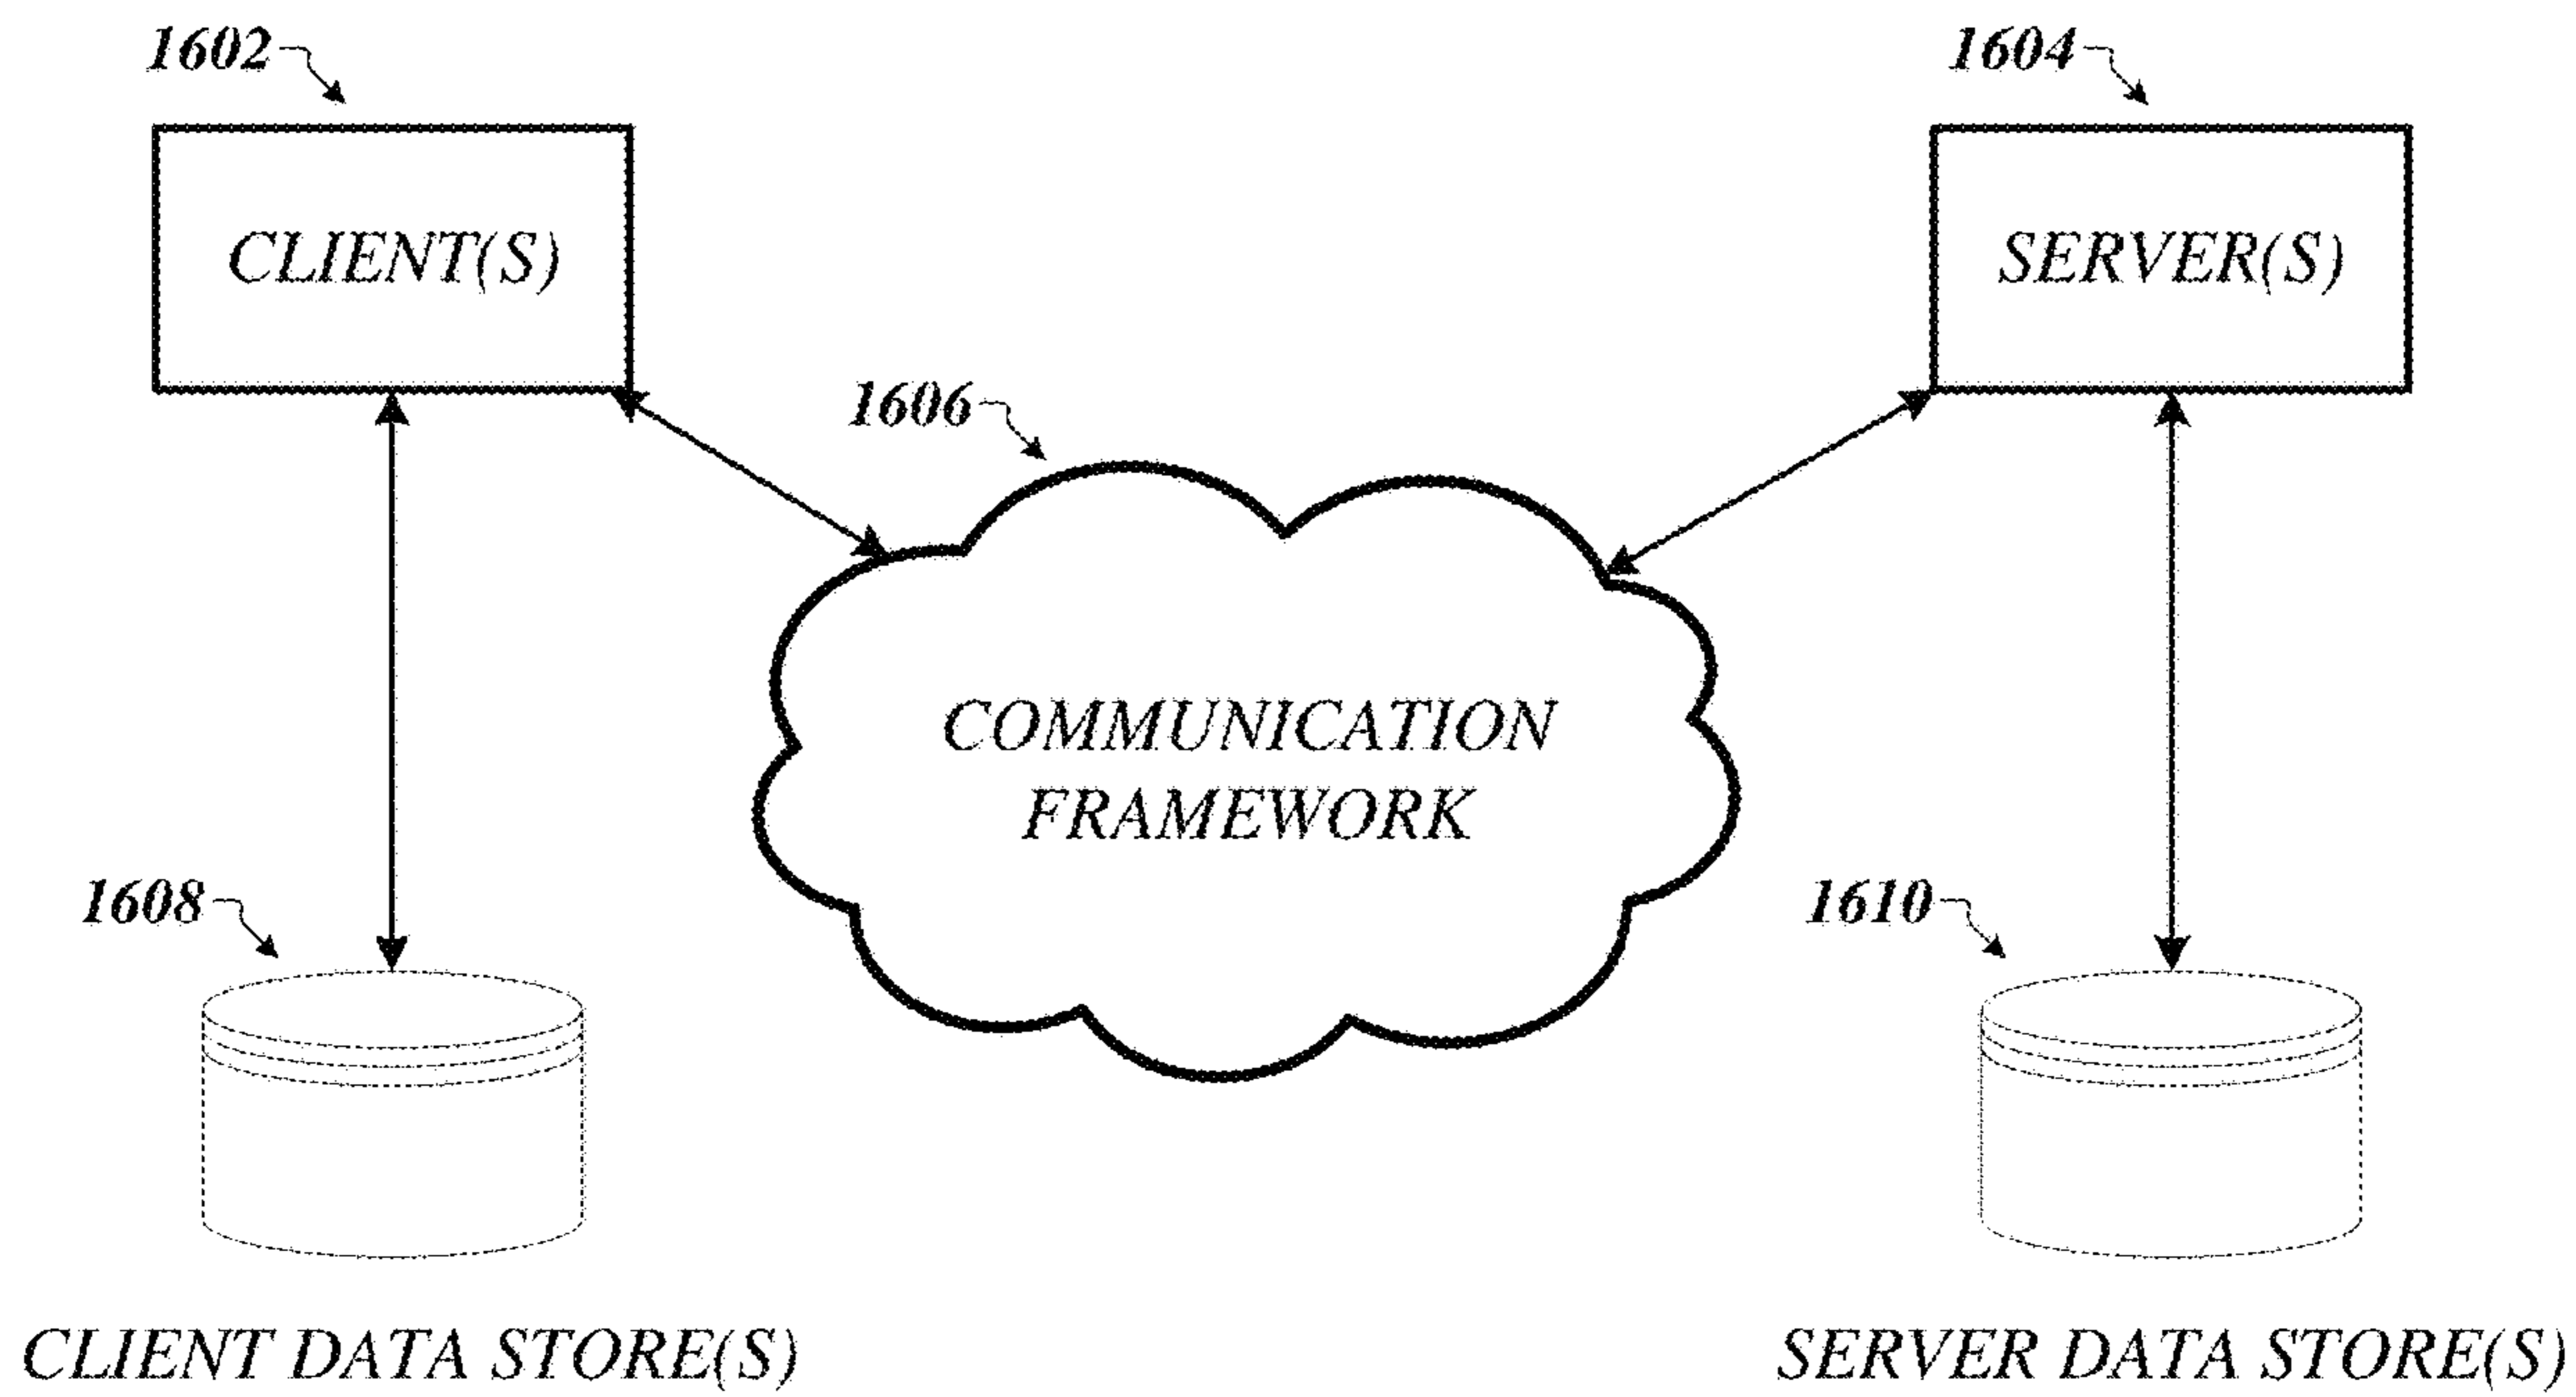 1602
1604
CLIENT(S)
SERVER(S)
1606
COMMUNICATION
FRAMEWORK
1608
1610
CLIENT DATA STORE(S)
SERVER DATA STORE(S)